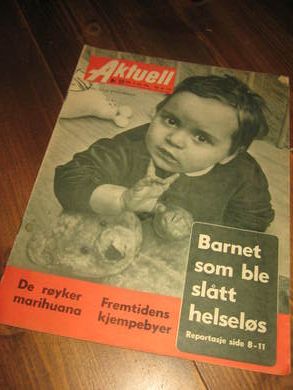 Aktuell
De røyker
marihuana
Fremtidens
kjempebyer
Barnet
som ble
slått
helseløs
Reportasje side 8-11